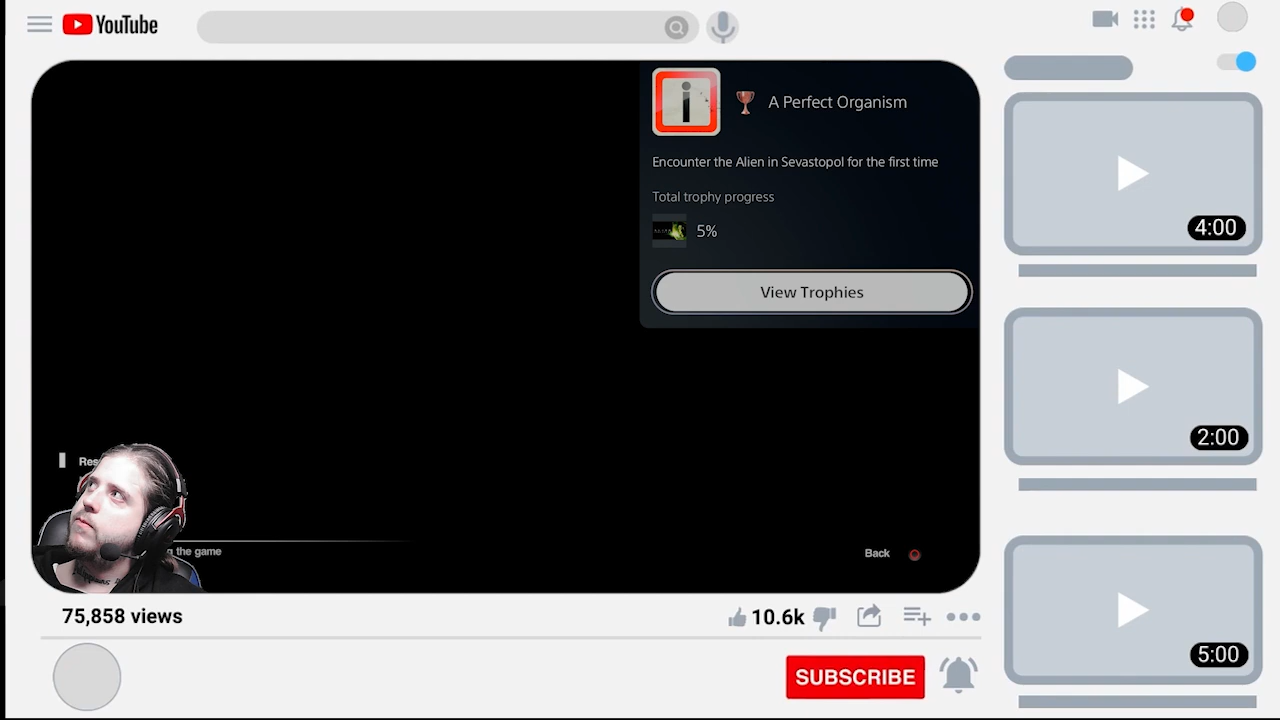 YouTube
A Perfect Organism
Encounter the Alien in Sevastopol for the first time
Total trophy progress
5%
View Trophies
4:00
2:00
the game
Back
75,858 views
10.6k
SUBSCRIBE
5:00